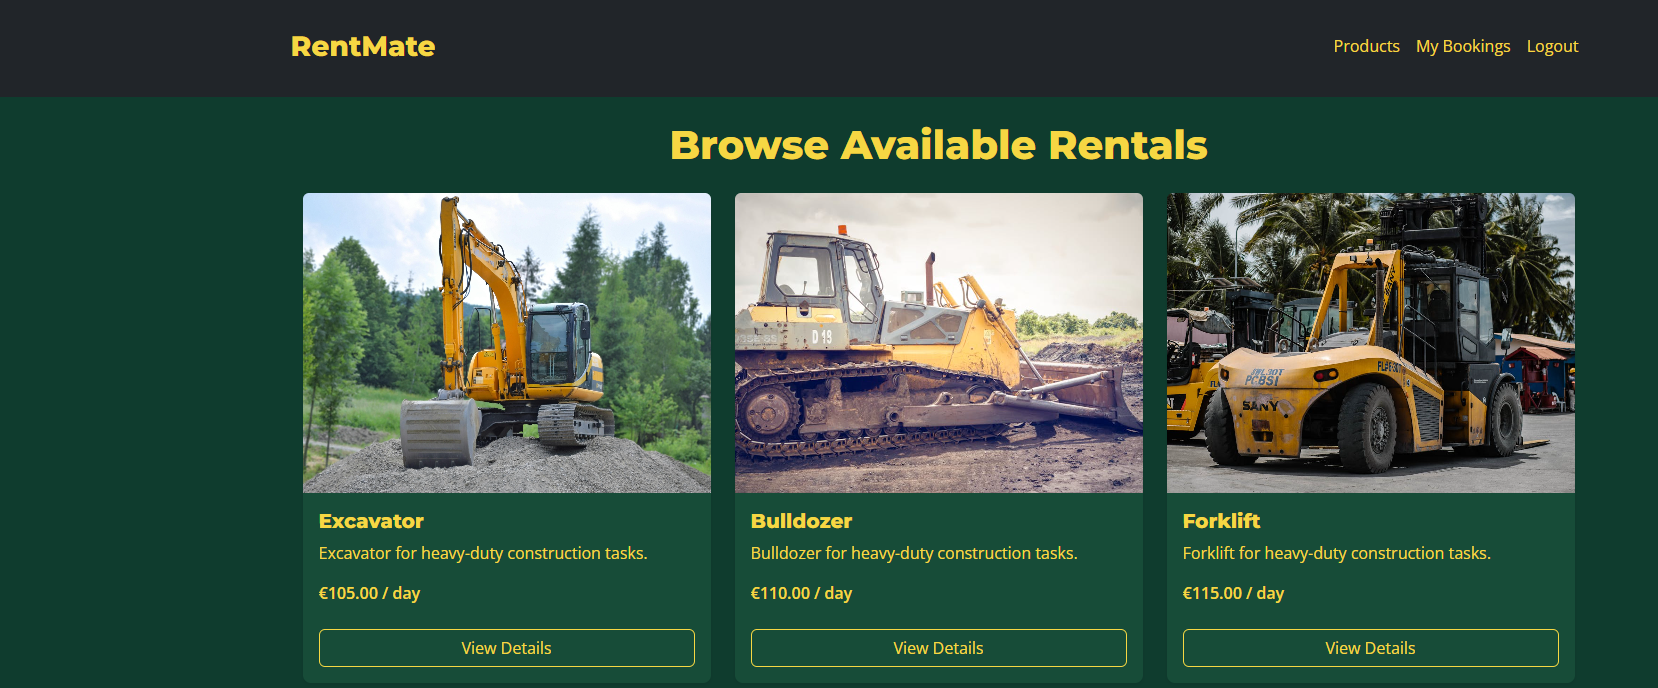 RentMate
Products My Bookings Logout
Browse Available Rentals
D 19
SANY
Excavator
Excavator for heavy-duty construction tasks.
€105.00 / day
View Details
Bulldozer
Bulldozer for heavy-duty construction tasks.
€110.00 / day
View Details
Forklift
Forklift for heavy-duty construction tasks.
€115.00 / day
View Details